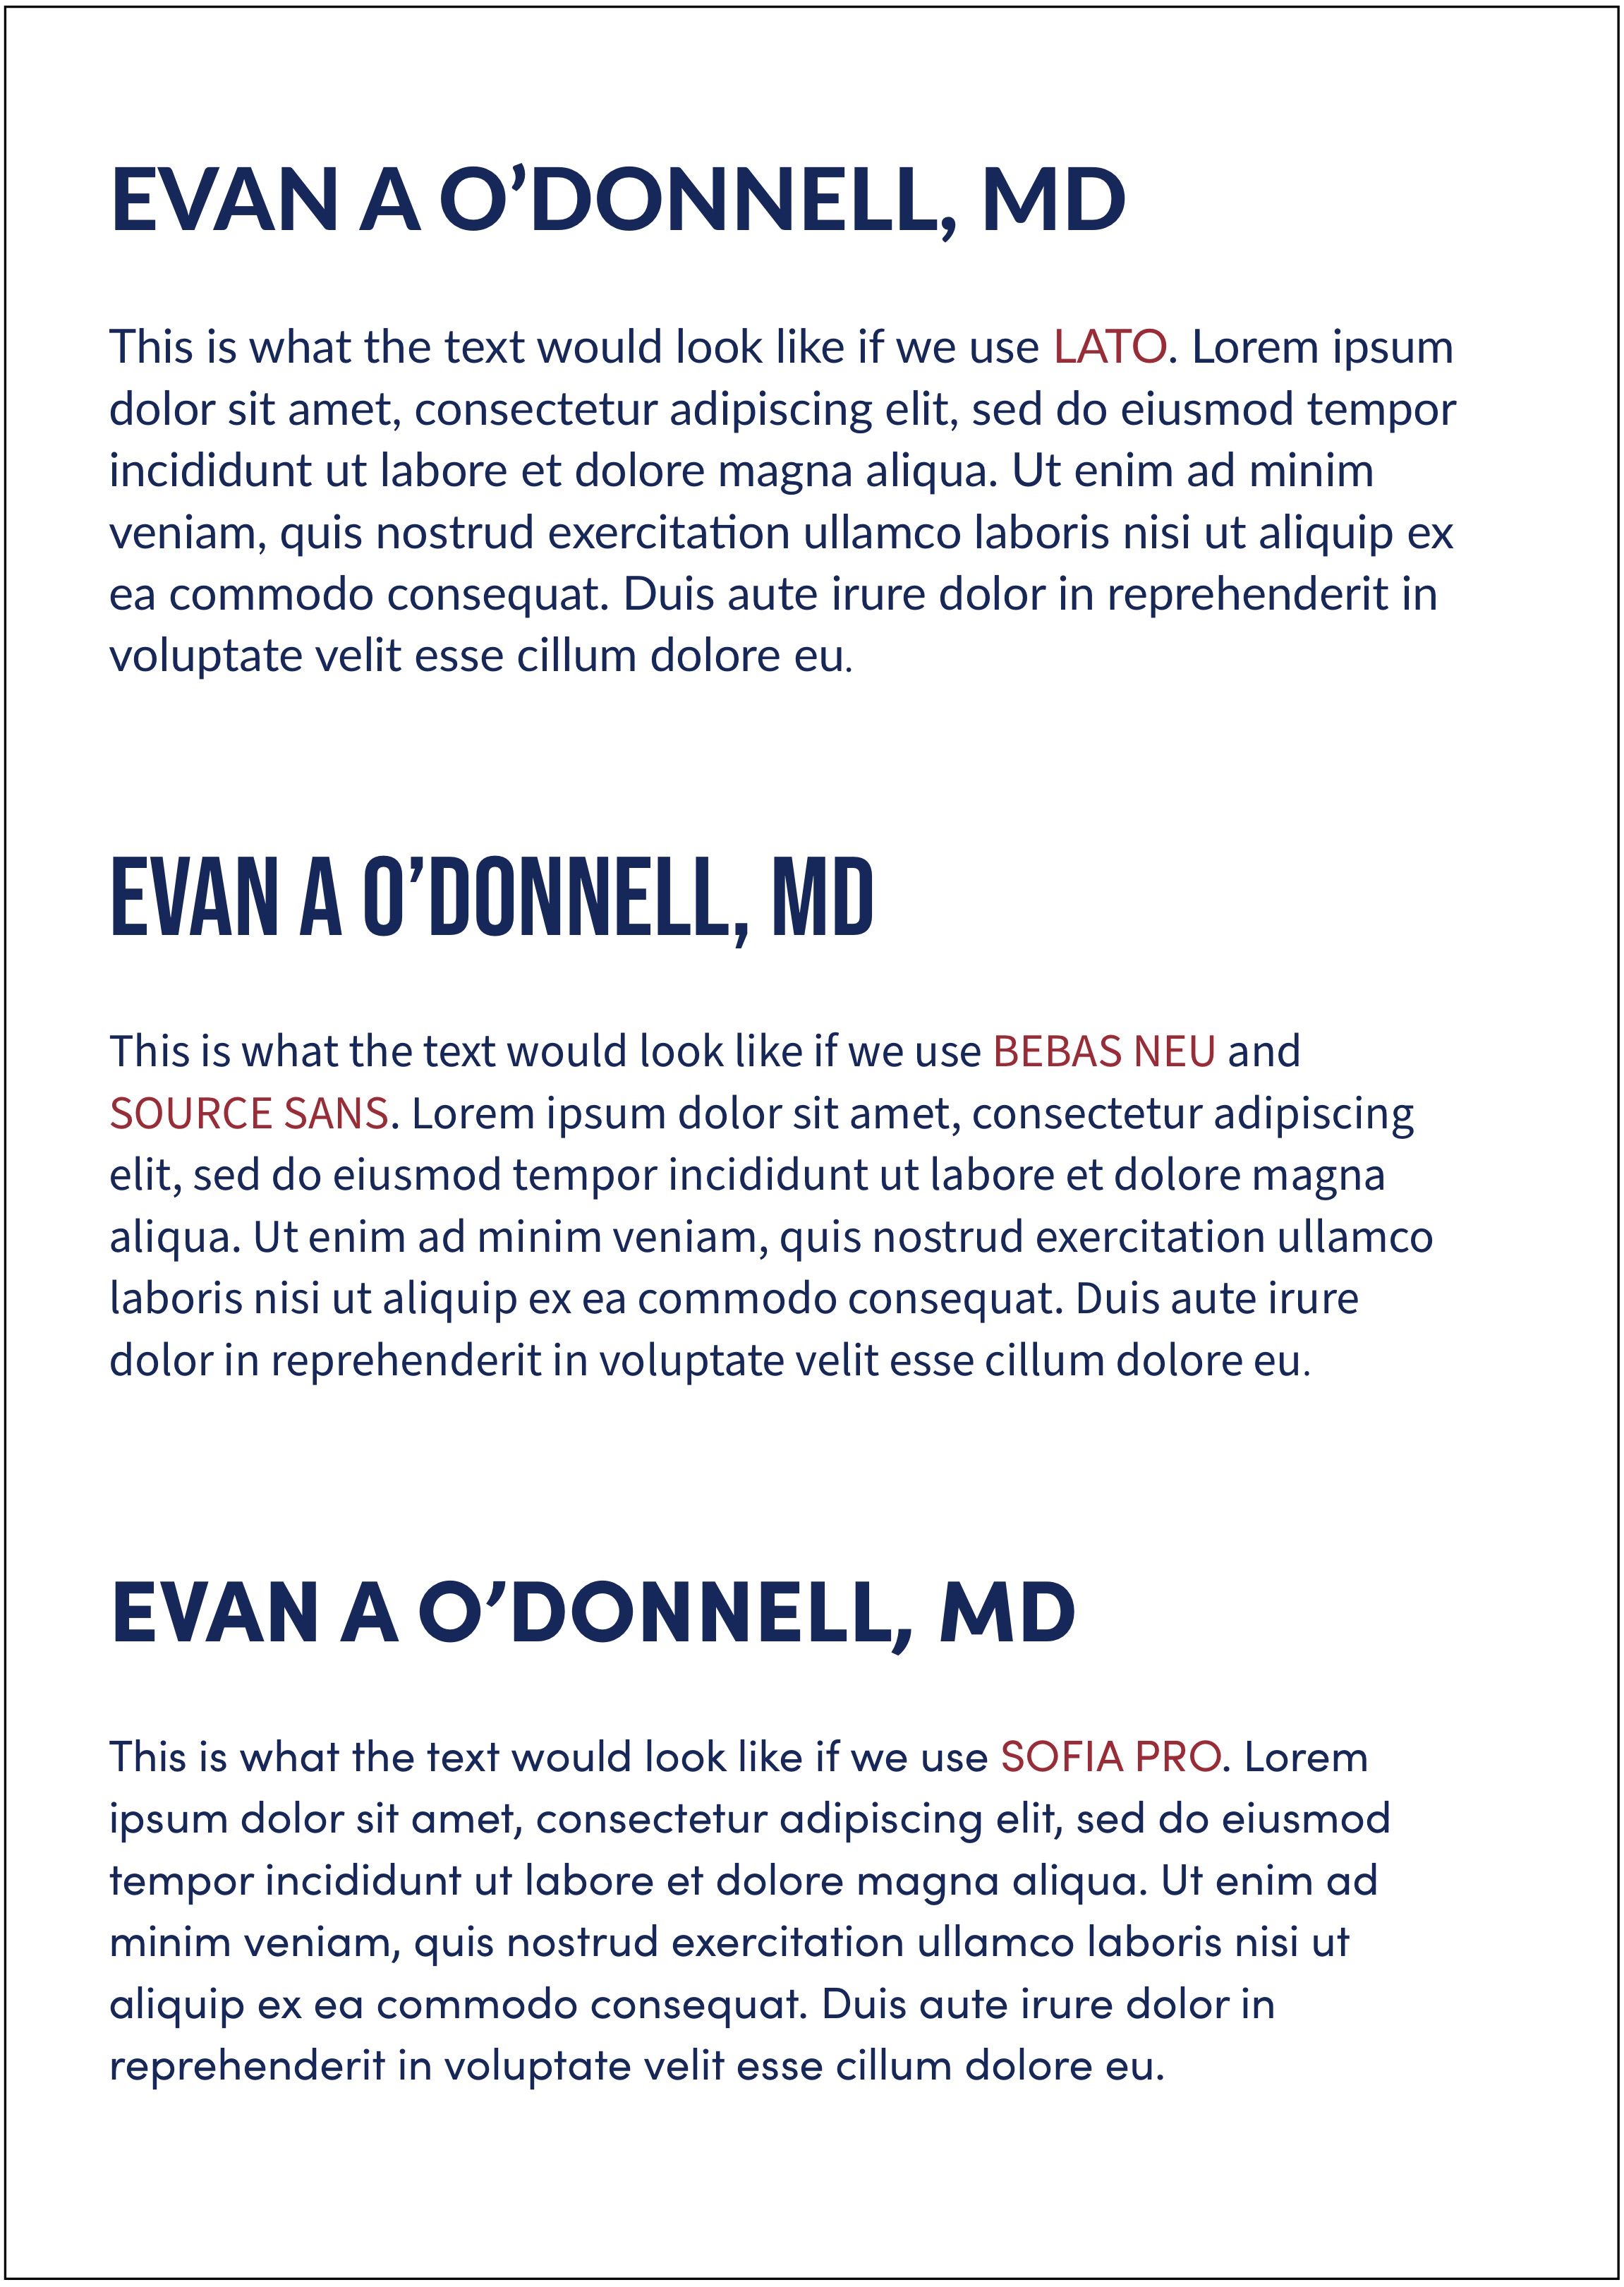 EVAN A O’DONNELL, MD
This is what the text would look like if we use LATO. Lorem ipsum
dolor sit amet, consectetur adipiscing elit, sed do eiusmod tempor
incididunt ut labore et dolore magna aliqua. Ut enim ad minim
veniam, quis nostrud exercitation ullamco laboris nisi ut aliquip ex
ea commodo consequat. Duis aute irure dolor in reprehenderit in
voluptate velit esse cillum dolore eu.
EVAN A O’DONNELL, MD
This is what the text would look like if we use BEBAS NEU and
SOURCE SANS. Lorem ipsum dolor sit amet, consectetur adipiscing
elit, sed do eiusmod tempor incididunt ut labore et dolore magna
aliqua. Ut enim ad minim veniam, quis nostrud exercitation ullamco
laboris nisi ut aliquip ex ea commodo consequat. Duis aute irure
dolor in reprehenderit in voluptate velit esse cillum dolore eu.
EVAN A O’DONNELL, MD
This is what the text would look like if we use SOFIA PRO. Lorem
ipsum dolor sit amet, consectetur adipiscing elit, sed do eiusmod
tempor incididunt ut labore et dolore magna aliqua. Ut enim ad
minim veniam, quis nostrud exercitation ullamco laboris nisi ut
aliquip ex ea commodo consequat. Duis aute irure dolor in
reprehenderit in voluptate velit esse cillum dolore eu.